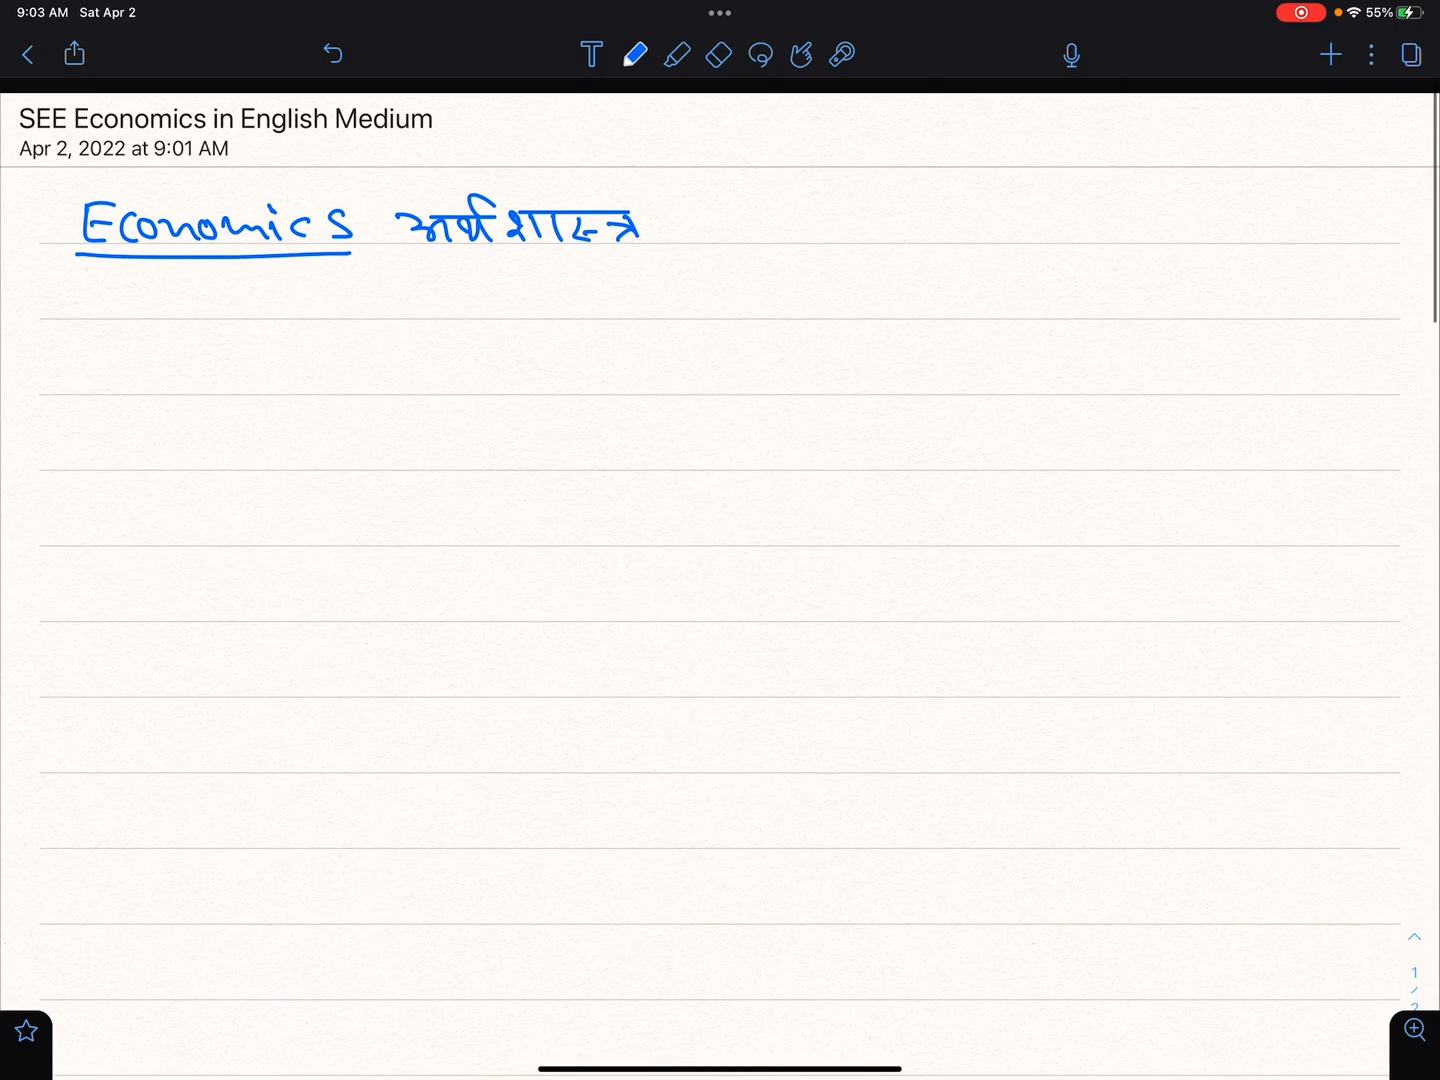 9:03 AM Sat Apr 2
55%
SEE Economics in English Medium
Apr 2, 2022 at 9:01 AM
Economics अर्थशास्त्र
1
/
2